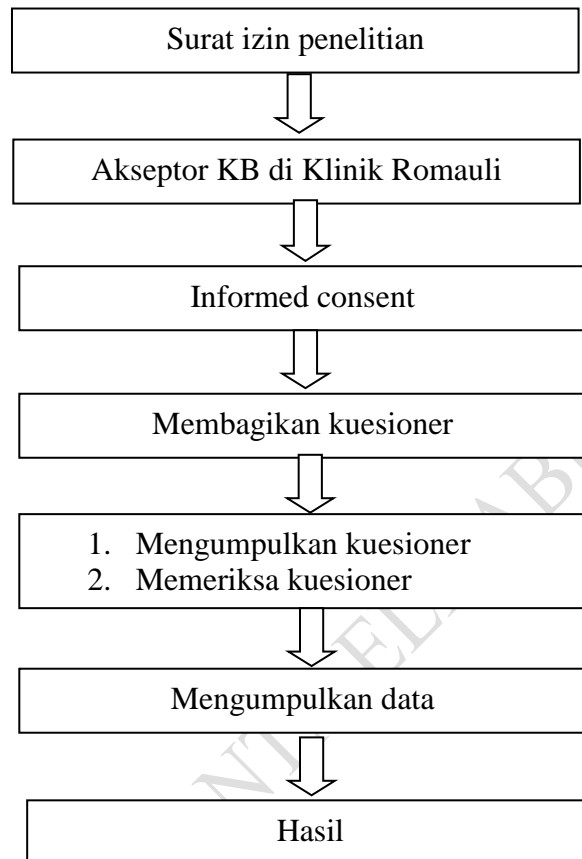 Surat izin penelitian
Akseptor KB di Klinik Romauli
Informed consent
Membagikan kuesioner
1. Mengumpulkan kuesioner
2. Memeriksa kuesioner
Mengumpulkan data
Hasil